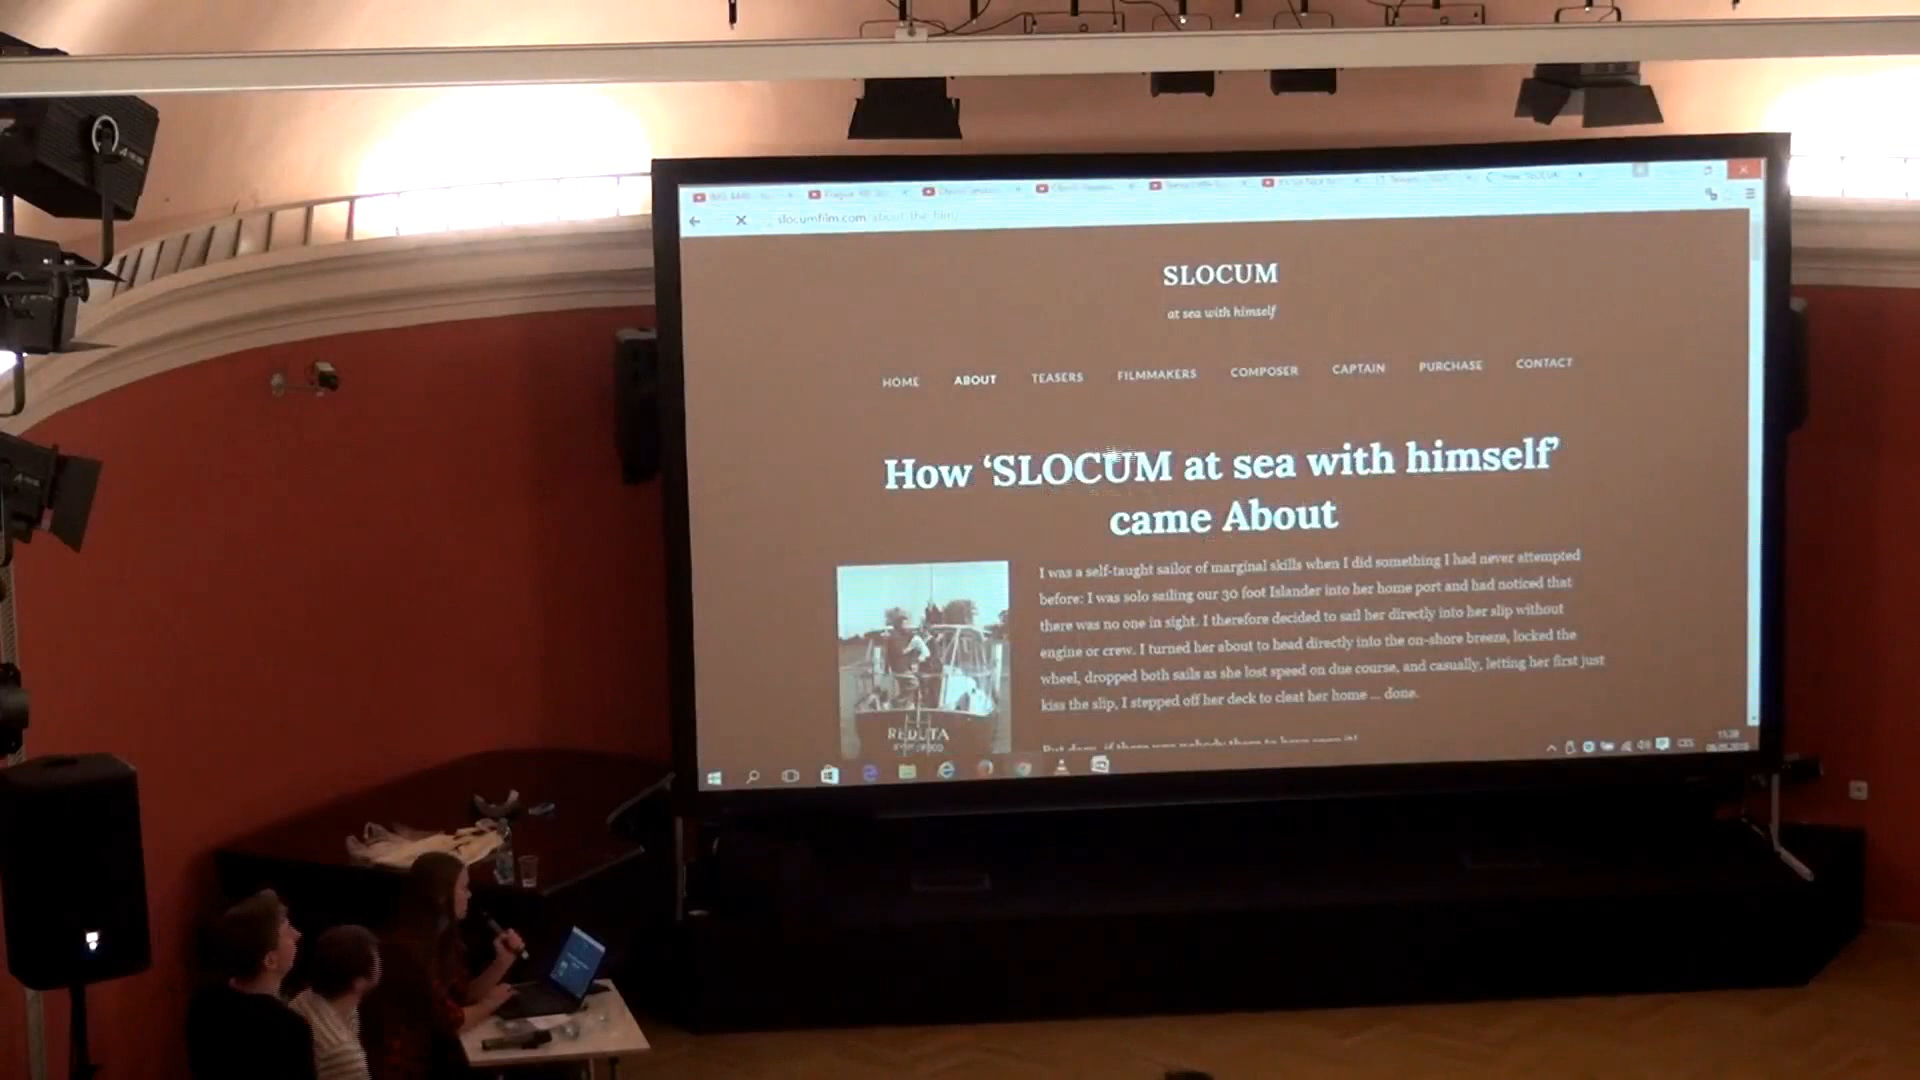 slocumfilm.com
SLOCUM
at sea with himself
HOME ABOUT TEASERS FILMMAKERS COMPOSER CAPTAIN PURCHASE CONTACT
How ‘SLOCUM at sea with himself’
came About
I was a self-taught sailor of marginal skills when I did something I had never attempted
before: I was solo sailing our 30 foot Islander into her home port and had noticed that
there was no one in sight. I therefore decided to sail her directly into her slip without
engine or crew. I turned her about to head directly into the on-shore breeze, locked the
wheel, dropped both sails as she lost speed on due course, and casually, letting her first just
kiss the slip, I stepped off her deck to cleat her home ... done.
REDUTA